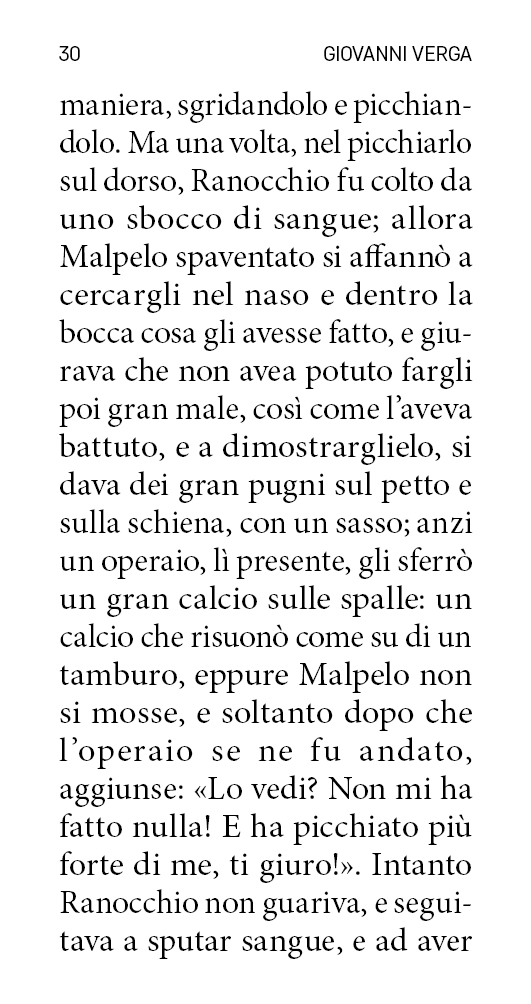 30 GIOVANNI VERGA
maniera, sgridandolo e picchian-
dolo. Ma una volta, nel picchiarlo
sul dorso, Ranocchio fu colto da
uno sbocco di sangue; allora
Malpelo spaventato si affannò a
cercargli nel naso e dentro la
bocca cosa gli avesse fatto, e giu-
rava che non avea potuto fargli
poi gran male, così come l’aveva
battuto, e a dimostrarglielo, si
dava dei gran pugni sul petto e
sulla schiena, con un sasso; anzi
un operaio, lì presente, gli sferrò
un gran calcio sulle spalle: un
calcio che risuonò come su di un
tamburo, eppure Malpelo non
si mosse, e soltanto dopo che
l’operaio se ne fu andato,
aggiunse: «Lo vedi? Non mi ha
fatto nulla! E ha picchiato più
forte di me, ti giuro!». Intanto
Ranocchio non guariva, e segui-
tava a sputar sangue, e ad aver